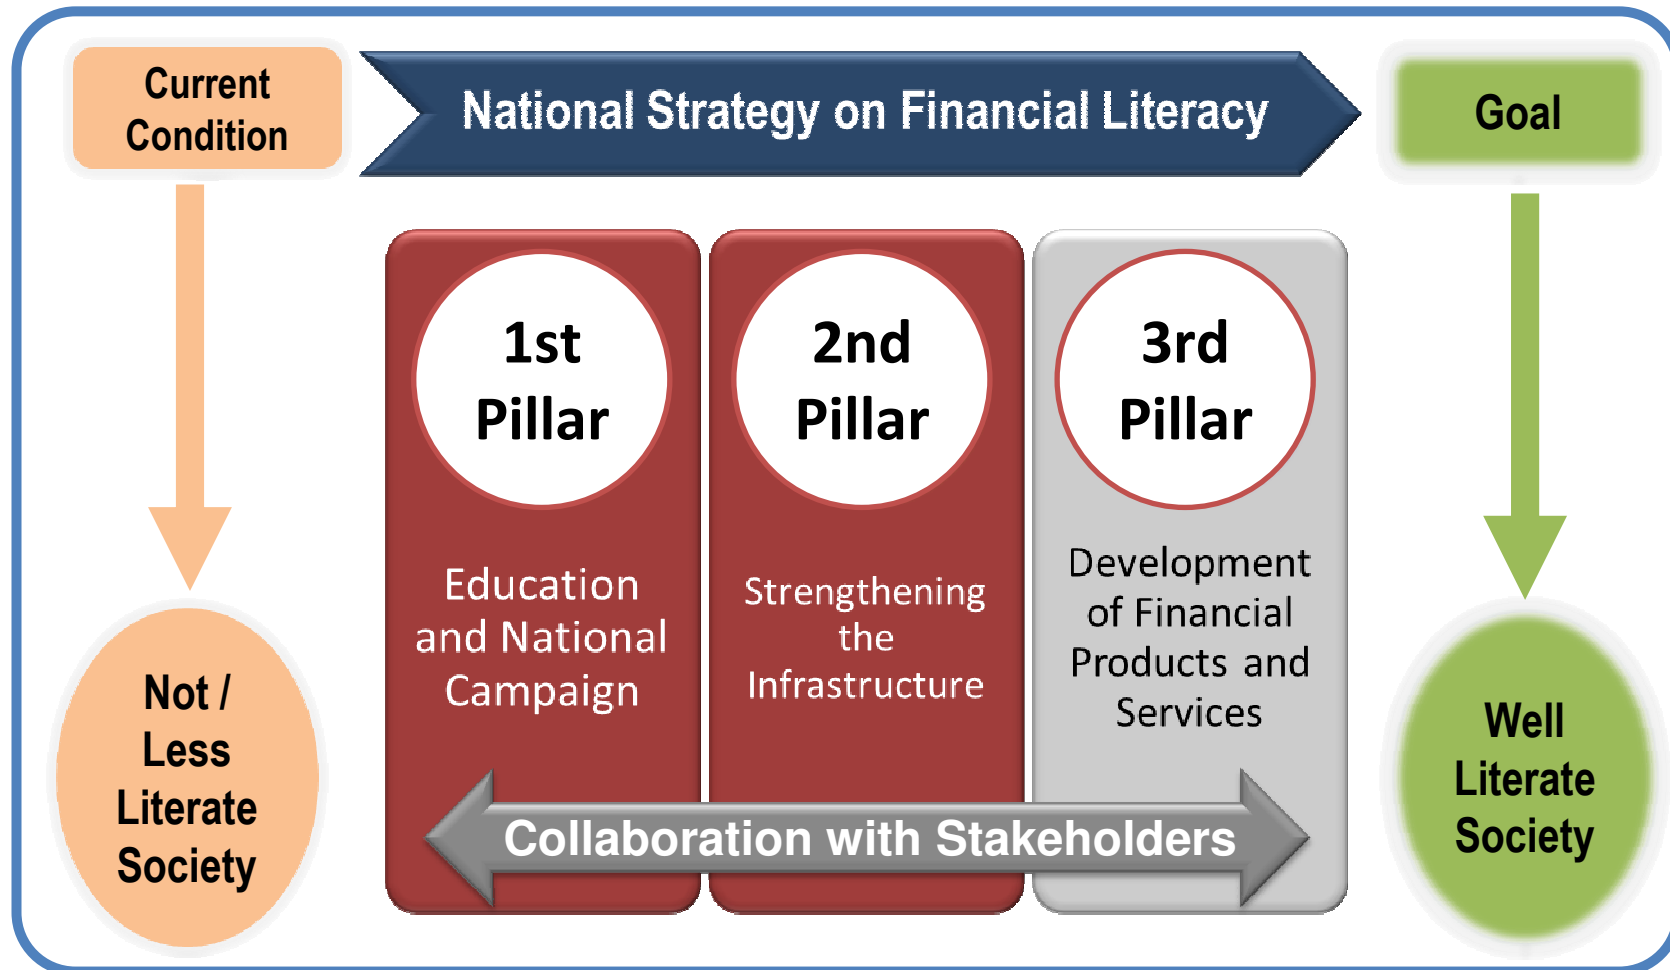 Current
Condition
National Strategy on Financial Literacy
Goal
1st
Pillar
2nd
Pillar
3rd
Pillar
Education
and National
Campaign
Strengthening
the
Infrastructure
Development
of Financial
Products and
Services
Not /
Less
Literate
Society
Well
Literate
Society
Collaboration with Stakeholders